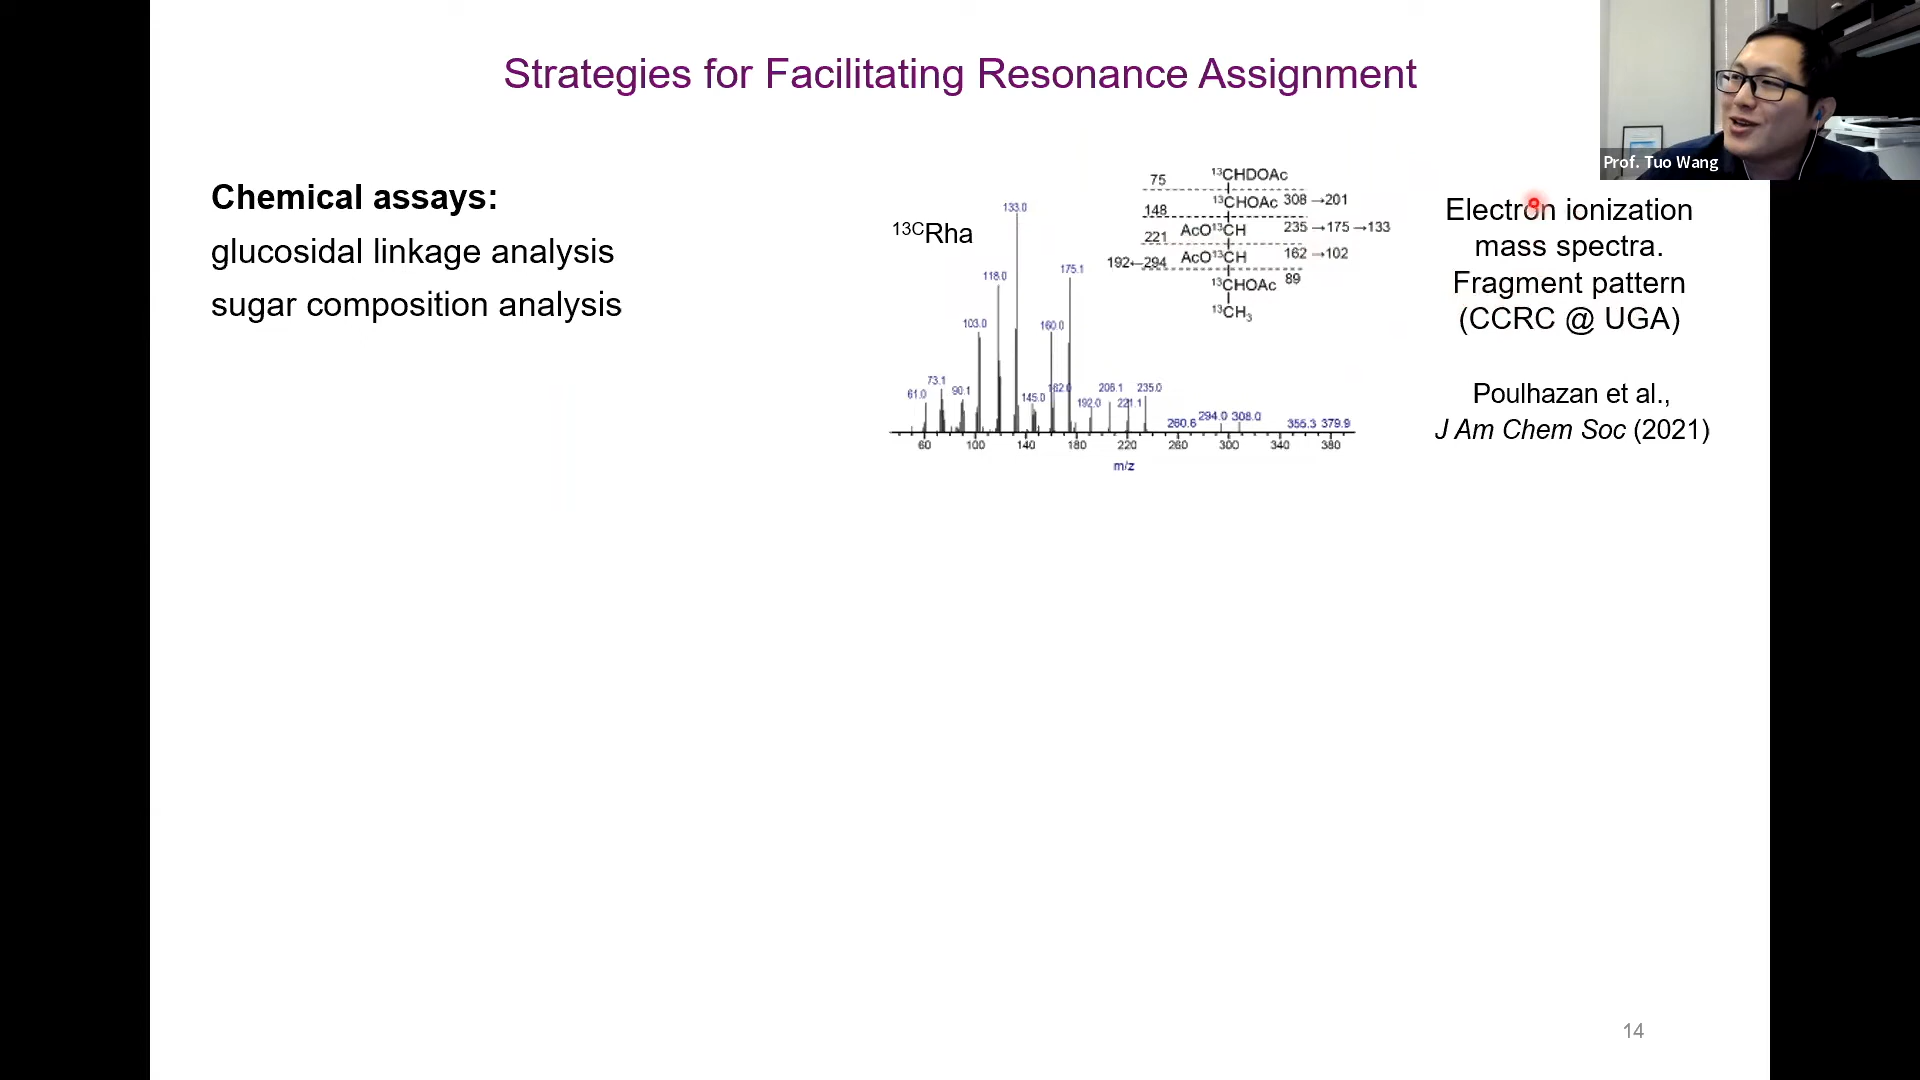 Strategies for Facilitating Resonance Assignment
Prof. Tuo Wang
Chemical assays:
glucosidal linkage analysis
sugar composition analysis
¹³CRha
75 ¹³CHDOAc
148 ¹³CHOAc 308 →201
221 AcO¹³CH 235 →175 →133
192←294 AcO¹³CH 162 →102
¹³CHOAc 89
¹³CH₃
133.0
118.0
175.1
103.0
160.0
73.1
61.0
90.1
145.0
162.0
192.0
206.1
221.1
235.0
260.6
294.0
308.0
355.3
379.9
60 100 140 180 220 260 300 340 380
m/z
Electron ionization
mass spectra.
Fragment pattern
(CCRC @ UGA)
Poulhazan et al.,
J Am Chem Soc (2021)
14